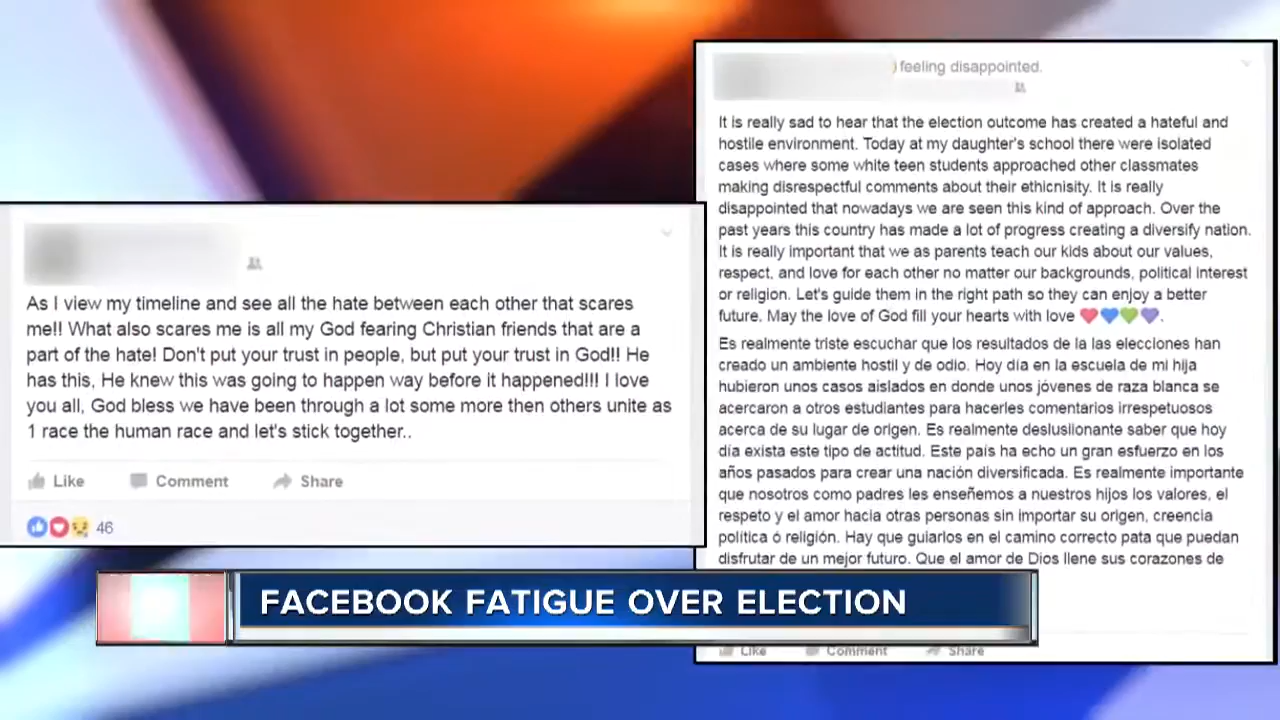 As I view my timeline and see all the hate between each other that scares
me!! What also scares me is all my God fearing Christian friends that are a
part of the hate! Don't put your trust in people, but put your trust in God!! He
has this, He knew this was going to happen way before it happened!!! I love
you all, God bless we have been through a lot some more then others unite as
1 race the human race and let's stick together..
Like Comment Share
46
feeling disappointed.
It is really sad to hear that the election outcome has created a hateful and
hostile environment. Today at my daughter's school there were isolated
cases where some white teen students approached other classmates
making disrespectful comments about their ethicnisity. It is really
disappointed that nowadays we are seen this kind of approach. Over the
past years this country has made a lot of progress creating a diversify nation.
It is really important that we as parents teach our kids about our values,
respect, and love for each other no matter our backgrounds, political interest
or religion. Let's guide them in the right path so they can enjoy a better
future. May the love of God fill your hearts with love ❤️💙💚💜.
Es realmente triste escuchar que los resultados de la las elecciones han
creado un ambiente hostil y de odio. Hoy día en la escuela de mi hija
hubieron unos casos aislados en donde unos jóvenes de raza blanca se
acercaron a otros estudiantes para hacerles comentarios irrespetuosos
acerca de su lugar de origen. Es realmente deslusiionante saber que hoy
día exista este tipo de actitud. Este país ha echo un gran esfuerzo en los
años pasados para crear una nación diversificada. Es realmente importante
que nosotros como padres les enseñemos a nuestros hijos los valores, el
respeto y el amor hacia otras personas sin importar su origen, creencia
política ó religión. Hay que guiarlos en el camino correcto pata que puedan
disfrutar de un mejor futuro. Que el amor de Dios llene sus corazones de
Like Comment Share
FACEBOOK FATIGUE OVER ELECTION